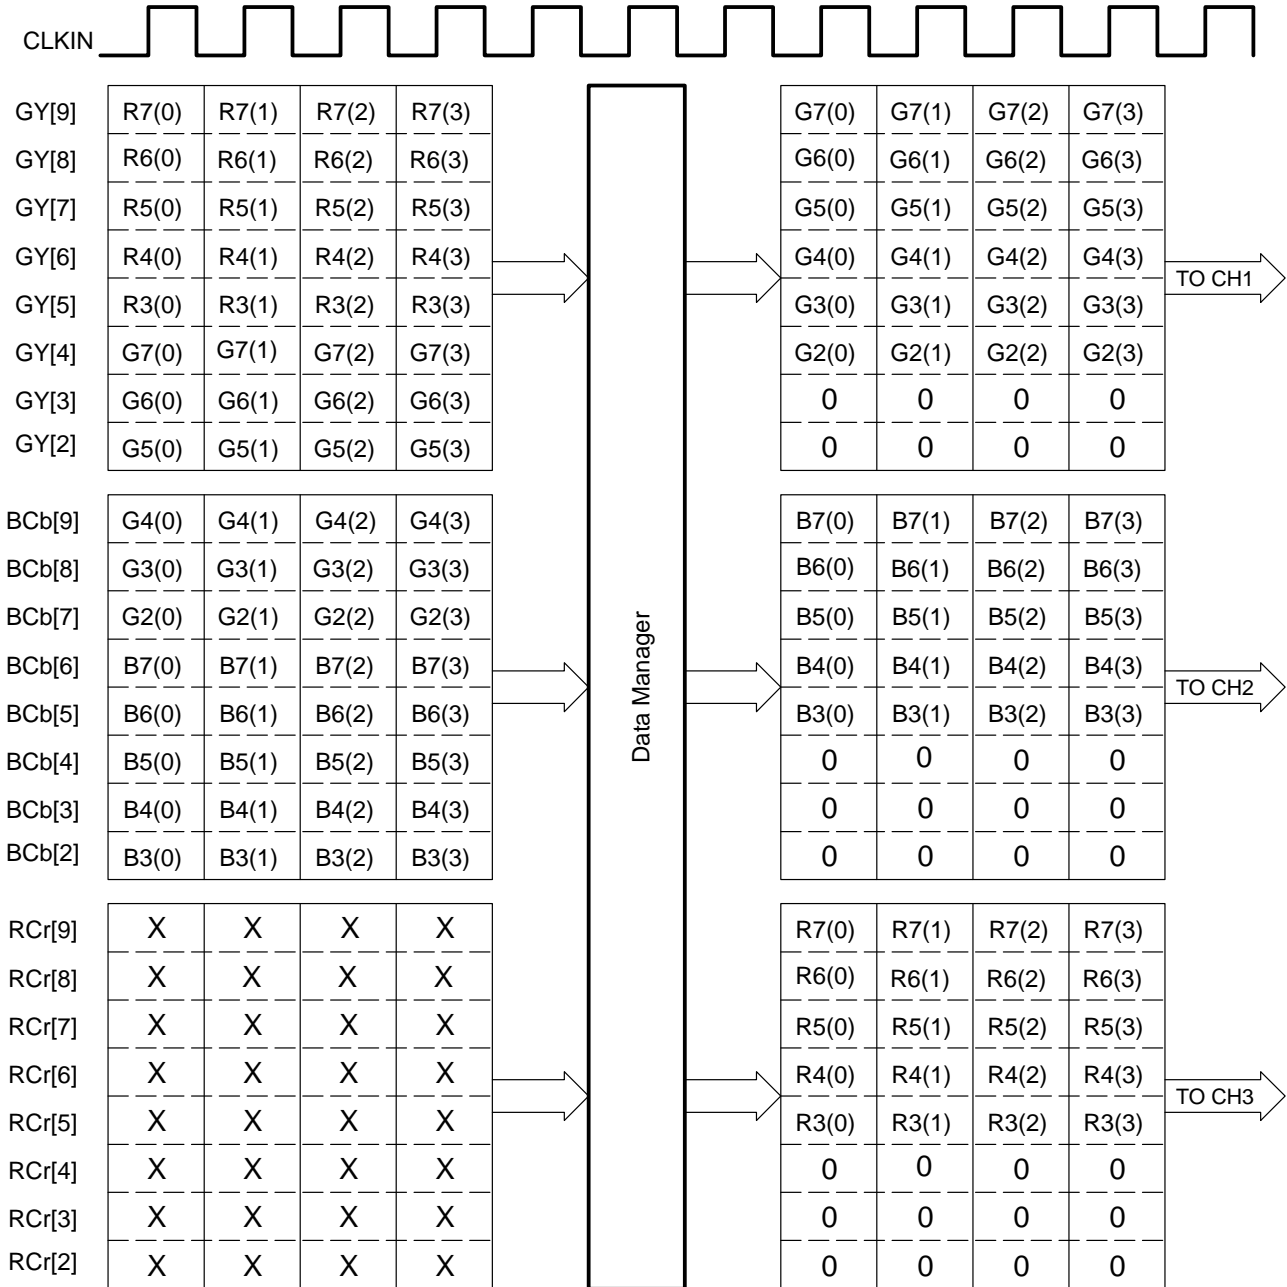 CLKIN
GY[9] R7(0) R7(1) R7(2) R7(3) G7(0) G7(1) G7(2) G7(3)
GY[8] R6(0) R6(1) R6(2) R6(3) G6(0) G6(1) G6(2) G6(3)
GY[7] R5(0) R5(1) R5(2) R5(3) G5(0) G5(1) G5(2) G5(3)
GY[6] R4(0) R4(1) R4(2) R4(3) G4(0) G4(1) G4(2) G4(3)
TO CH1
GY[5] R3(0) R3(1) R3(2) R3(3) G3(0) G3(1) G3(2) G3(3)
GY[4] G7(0) G7(1) G7(2) G7(3) G2(0) G2(1) G2(2) G2(3)
GY[3] G6(0) G6(1) G6(2) G6(3) 0 0 0 0
GY[2] G5(0) G5(1) G5(2) G5(3) 0 0 0 0
BCb[9] G4(0) G4(1) G4(2) G4(3) B7(0) B7(1) B7(2) B7(3)
BCb[8] G3(0) G3(1) G3(2) G3(3) B6(0) B6(1) B6(2) B6(3)
BCb[7] G2(0) G2(1) G2(2) G2(3) B5(0) B5(1) B5(2) B5(3)
Data Manager
BCb[6] B7(0) B7(1) B7(2) B7(3) B4(0) B4(1) B4(2) B4(3)
TO CH2
BCb[5] B6(0) B6(1) B6(2) B6(3) B3(0) B3(1) B3(2) B3(3)
BCb[4] B5(0) B5(1) B5(2) B5(3) 0 0 0 0
BCb[3] B4(0) B4(1) B4(2) B4(3) 0 0 0 0
BCb[2] B3(0) B3(1) B3(2) B3(3) 0 0 0 0
RCr[9] X X X X R7(0) R7(1) R7(2) R7(3)
RCr[8] X X X X R6(0) R6(1) R6(2) R6(3)
RCr[7] X X X X R5(0) R5(1) R5(2) R5(3)
RCr[6] X X X X R4(0) R4(1) R4(2) R4(3)
TO CH3
RCr[5] X X X X R3(0) R3(1) R3(2) R3(3)
RCr[4] X X X X 0 0 0 0
RCr[3] X X X X 0 0 0 0
RCr[2] X X X X 0 0 0 0